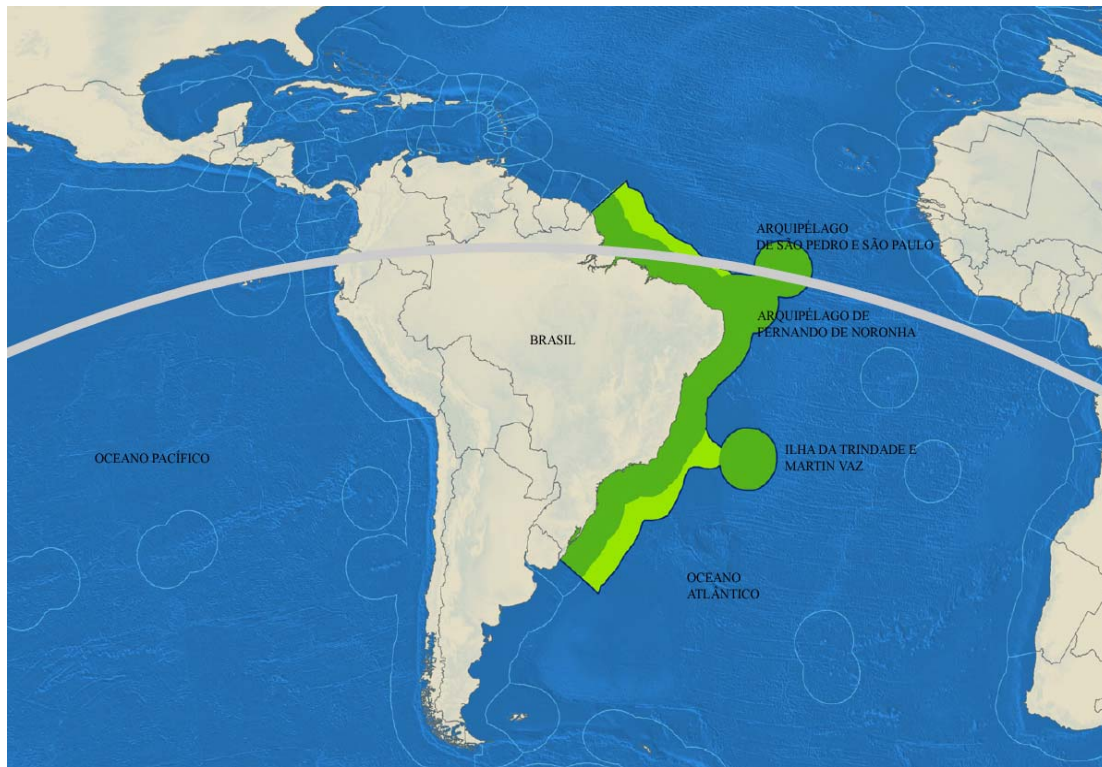 ARQUIPÉLAGO
DE SÃO PEDRO E SÃO PAULO
ARQUIPÉLAGO DE
FERNANDO DE NORONHA
BRASIL
OCEANO PACÍFICO
ILHA DA TRINDADE E
MARTIN VAZ
OCEANO
ATLÂNTICO